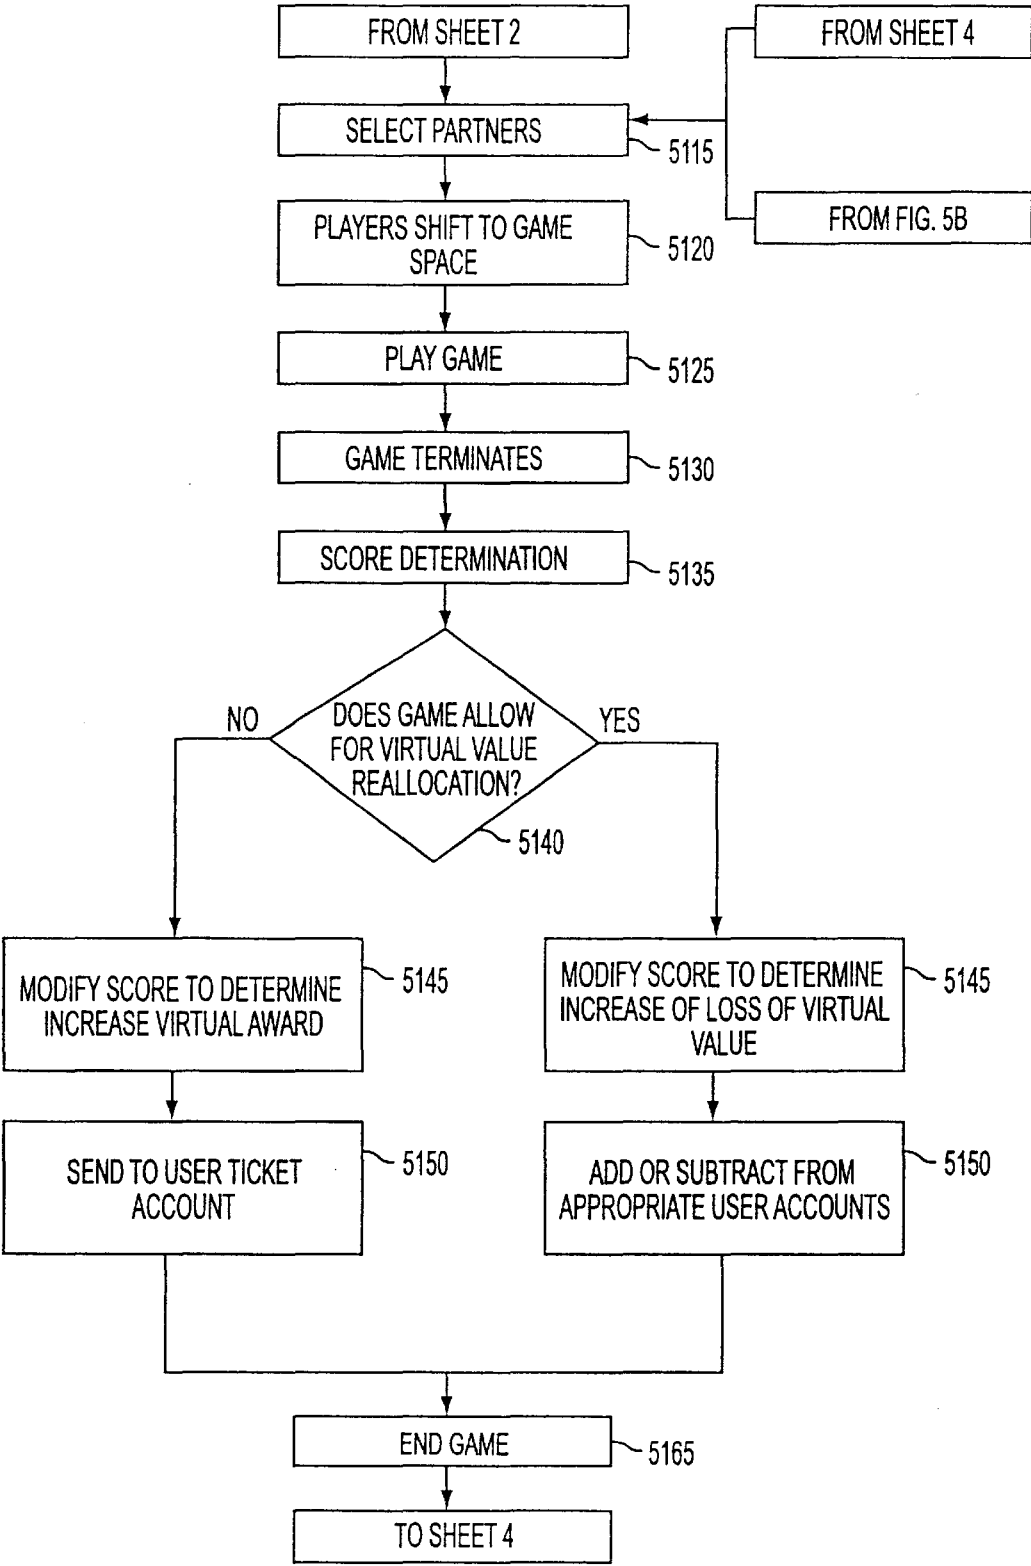 FROM SHEET 2
FROM SHEET 4
SELECT PARTNERS
5115
FROM FIG. 5B
PLAYERS SHIFT TO GAME
SPACE
5120
PLAY GAME
5125
GAME TERMINATES
5130
SCORE DETERMINATION
5135
NO
DOES GAME ALLOW
FOR VIRTUAL VALUE
REALLOCATION?
YES
5140
MODIFY SCORE TO DETERMINE
INCREASE VIRTUAL AWARD
5145
MODIFY SCORE TO DETERMINE
INCREASE OF LOSS OF VIRTUAL
VALUE
5145
SEND TO USER TICKET
ACCOUNT
5150
ADD OR SUBTRACT FROM
APPROPRIATE USER ACCOUNTS
5150
END GAME
5165
TO SHEET 4